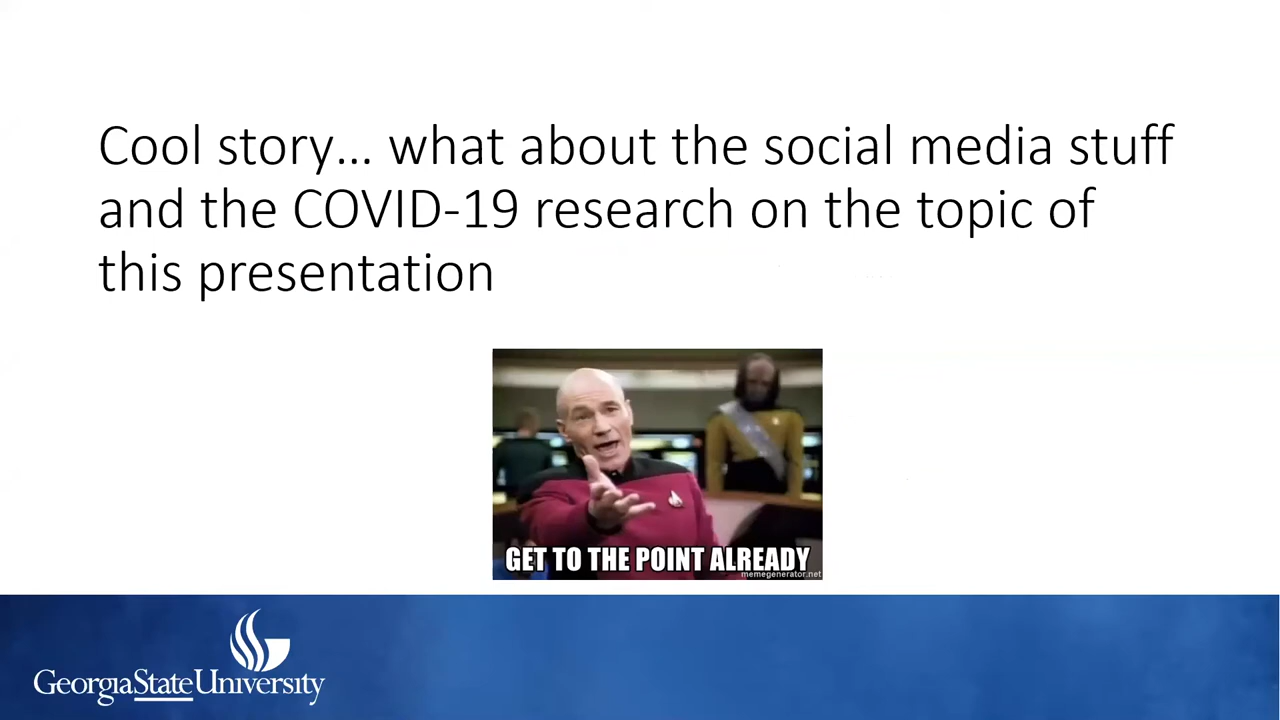 Cool story... what about the social media stuff
and the COVID-19 research on the topic of
this presentation
GET TO THE POINT ALREADY
memegenerator.net
GeorgiaStateUniversity